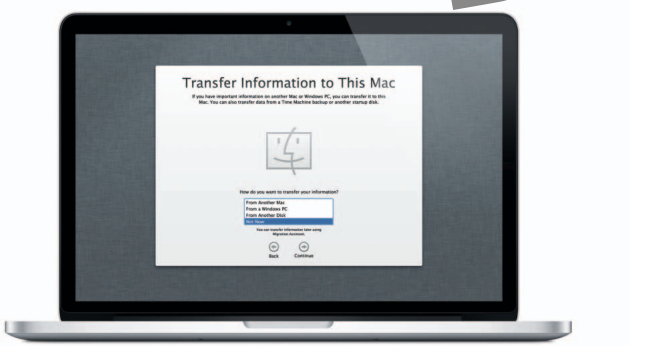 Transfer Information to This Mac
If you have important information on another Mac or Windows PC, you can transfer it to this
Mac. You can also transfer data from a Time Machine backup or another startup disk.
How do you want to transfer your information?
From Another Mac
From a Windows PC
From Another Disk
Not Now
You can transfer information later using
Migration Assistant.
Back
Continue